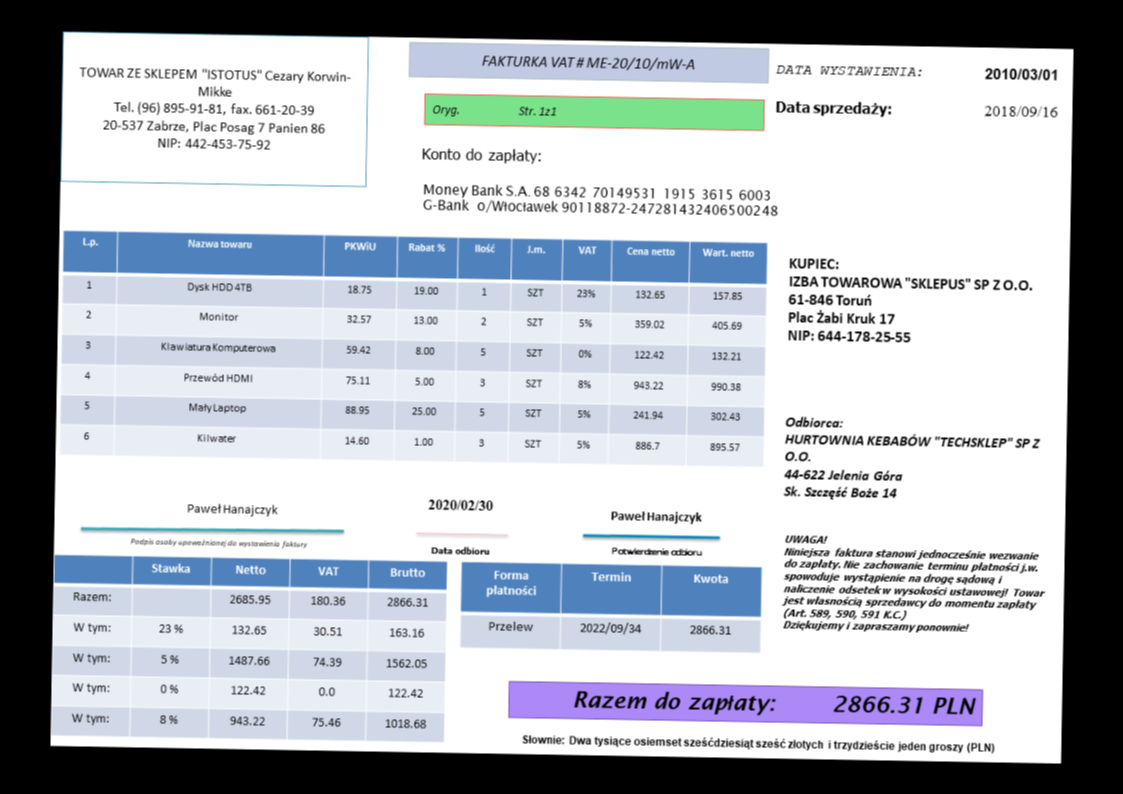 TOWAR ZE SKLEPEM "ISTOTUS" Cezary Korwin-
Mikke
Tel. (96) 895-91-81, fax. 661-20-39
20-537 Zabrze, Plac Posag 7 Panien 86
NIP: 442-453-75-92
FAKTURKA VAT # ME-20/10/mW-A
Oryg. Str. 1z1
DATA WYSTAWIENIA: 2010/03/01
Data sprzedaży: 2018/09/16
Konto do zapłaty:
Money Bank S.A. 68 6342 70149531 1915 3615 6003
G-Bank o/Włocławek 90118872-247281432406500248
L.p. Nazwa towaru PKWiU Rabat % Ilość J.m. VAT Cena netto Wart. netto
1 Dysk HDD 4TB 18.75 19.00 1 SZT 23% 132.65 157.85
2 Monitor 32.57 13.00 2 SZT 5% 359.02 405.69
3 Klawiatura Komputerowa 59.42 8.00 5 SZT 0% 122.42 132.21
4 Przewód HDMI 75.11 5.00 3 SZT 8% 943.22 990.38
5 Mały Laptop 88.95 25.00 5 SZT 5% 241.94 302.43
6 Kilwater 14.60 1.00 3 SZT 5% 886.7 895.57
KUPIEC:
IZBA TOWAROWA "SKLEPUS" SP Z O.O.
61-846 Toruń
Plac Żabi Kruk 17
NIP: 644-178-25-55
Odbiorca:
HURTOWNIA KEBABÓW "TECHSKLEP" SP Z
O.O.
44-622 Jelenia Góra
Sk. Szczęść Boże 14
Paweł Hanajczyk
Podpis osoby upoważnionej do wystawienia faktury
2020/02/30
Data odbioru
Paweł Hanajczyk
Potwierdzenie odbioru
UWAGA!
Niniejsza faktura stanowi jednocześnie wezwanie
do zapłaty. Nie zachowanie terminu płatności j.w.
spowoduje wystąpienie na drogę sądową i
naliczenie odsetek w wysokości ustawowej! Towar
jest własnością sprzedawcy do momentu zapłaty
(Art. 589, 590, 591 K.C.)
Dziękujemy i zapraszamy ponownie!
Stawka Netto VAT Brutto
Razem: 2685.95 180.36 2866.31
W tym: 23 % 132.65 30.51 163.16
W tym: 5 % 1487.66 74.39 1562.05
W tym: 0 % 122.42 0.0 122.42
W tym: 8 % 943.22 75.46 1018.68
Forma płatności Termin Kwota
Przelew 2022/09/34 2866.31
Razem do zapłaty: 2866.31 PLN
Słownie: Dwa tysiące osiemset sześćdziesiąt sześć złotych i trzydzieście jeden groszy (PLN)